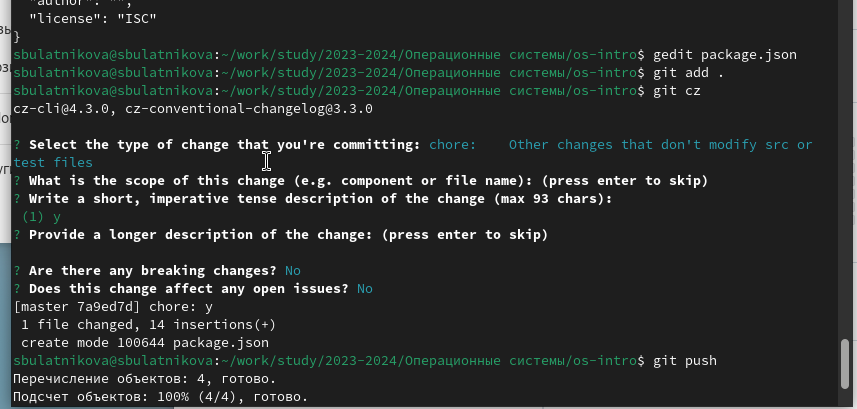 "author": "",
"license": "ISC"
}
sbulatnikova@sbulatnikova:~/work/study/2023-2024/Операционные системы/os-intro$ gedit package.json
sbulatnikova@sbulatnikova:~/work/study/2023-2024/Операционные системы/os-intro$ git add .
sbulatnikova@sbulatnikova:~/work/study/2023-2024/Операционные системы/os-intro$ git cz
cz-cli@4.3.0, cz-conventional-changelog@3.3.0
? Select the type of change that you're committing: chore:    Other changes that don't modify src or
test files
? What is the scope of this change (e.g. component or file name): (press enter to skip)
? Write a short, imperative tense description of the change (max 93 chars):
(1) y
? Provide a longer description of the change: (press enter to skip)
? Are there any breaking changes? No
? Does this change affect any open issues? No
[master 7a9ed7d] chore: y
1 file changed, 14 insertions(+)
create mode 100644 package.json
sbulatnikova@sbulatnikova:~/work/study/2023-2024/Операционные системы/os-intro$ git push
Перечисление объектов: 4, готово.
Подсчет объектов: 100% (4/4), готово.